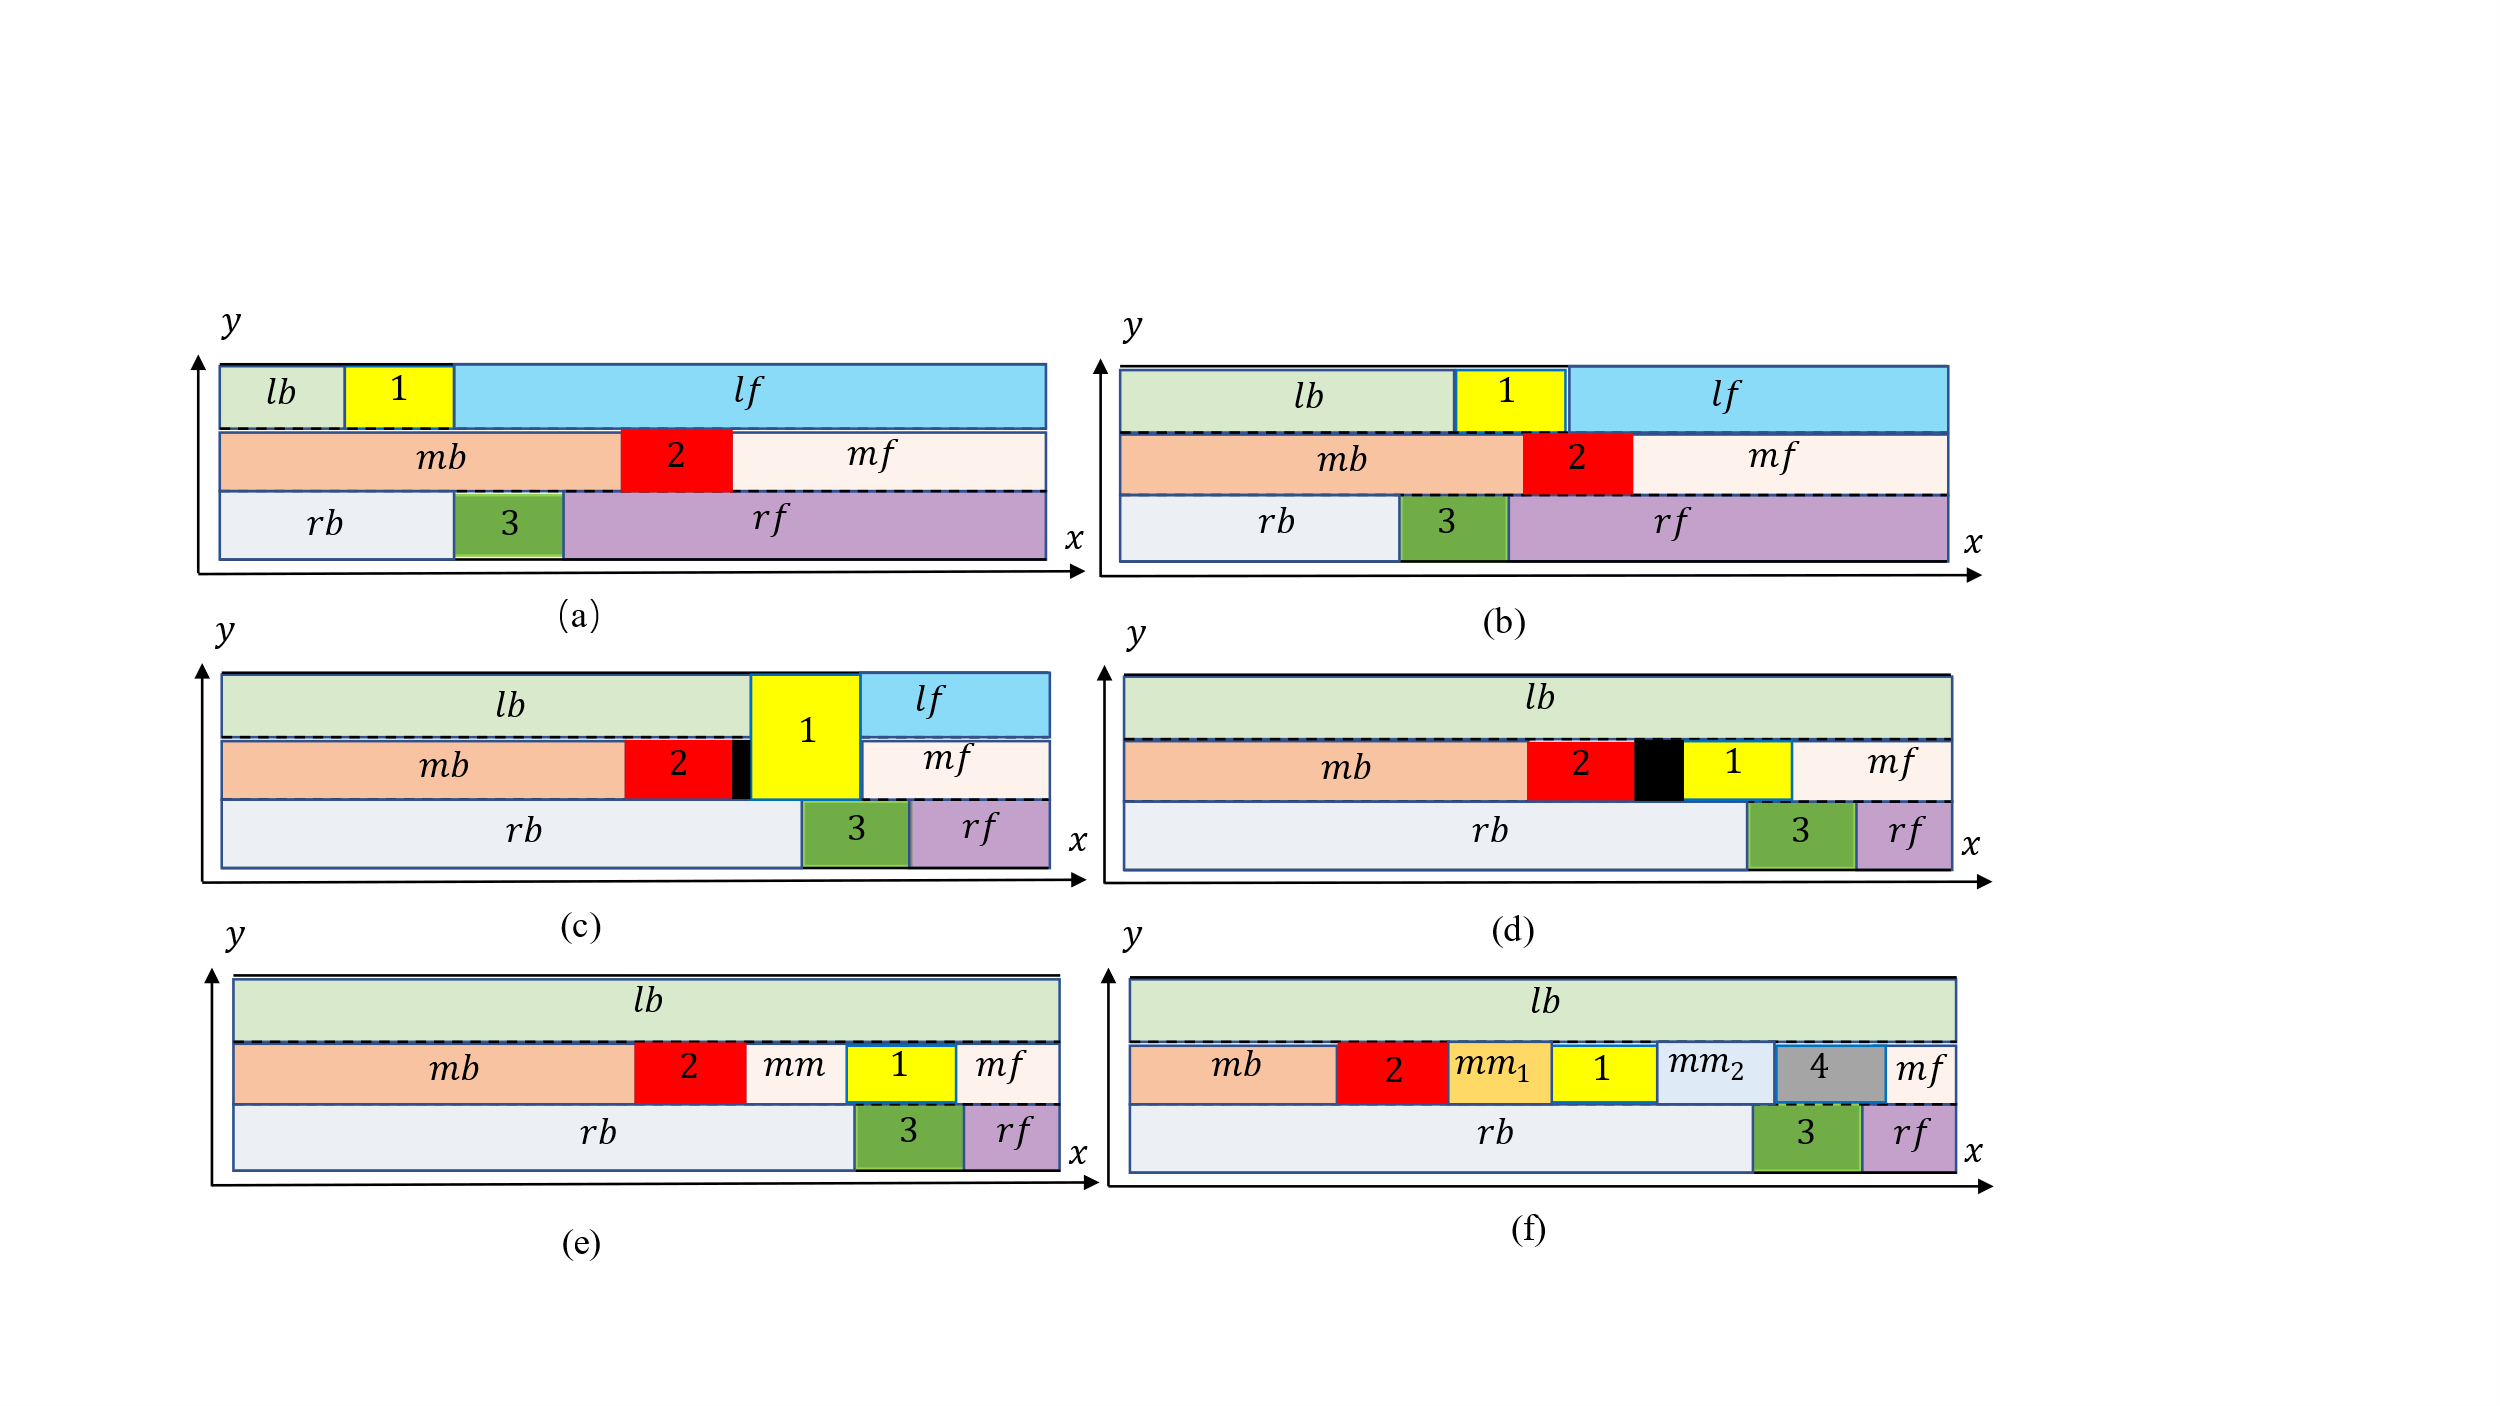 y
y
lb 1 lf
lb 1 lf
mb 2 mf
mb 2 mf
rb 3 rf x
rb 3 rf x
(a)
(b)
y
y
lb 1 lf
lb
mb 2 mf
mb 2 1 mf
rb 3 rf x
rb 3 rf x
(c)
(d)
y
y
lb
lb
mb 2 mm 1 mf
mb 2 mm₁ 1 mm₂ 4 mf
rb 3 rf x
rb 3 rf x
(e)
(f)